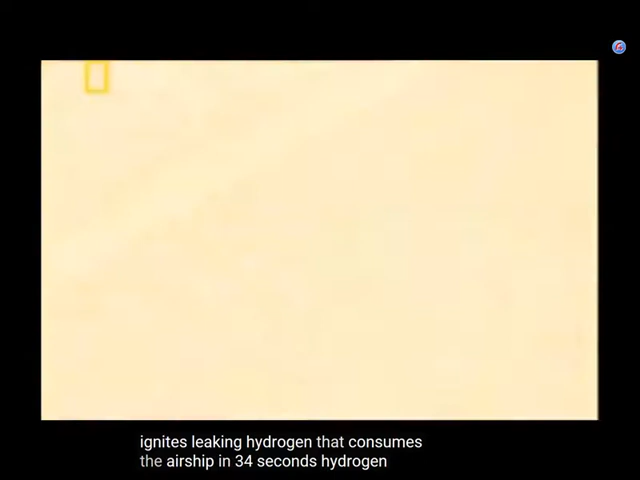 ignites leaking hydrogen that consumes
the airship in 34 seconds hydrogen